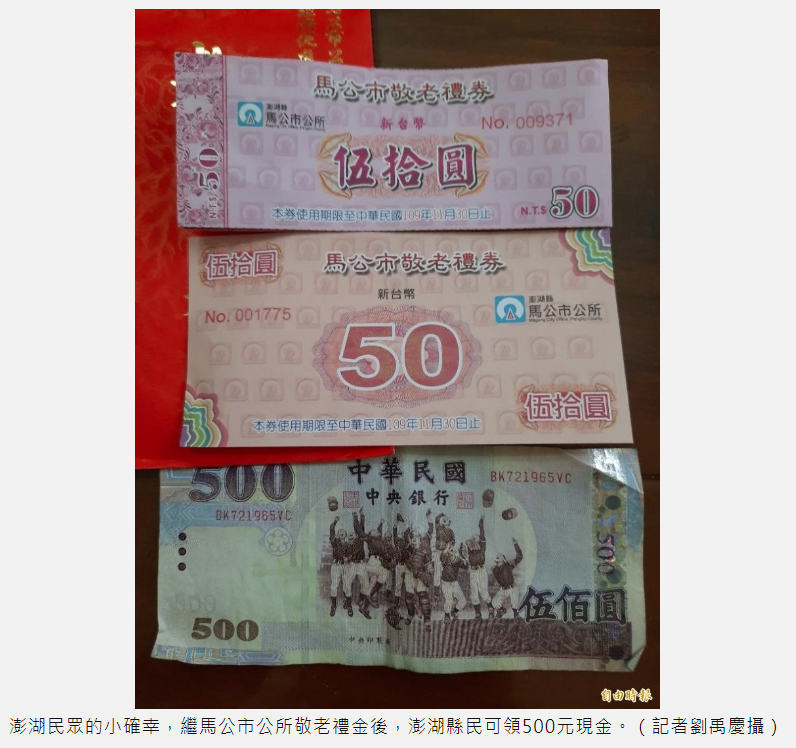 馬公市敬老禮券
澎湖縣
馬公市公所
新台幣
No. 009371
50
N.T.$
伍拾圓
本券使用期限至中華民國109年11月30日止
N.T.$ 50
伍拾圓
馬公市敬老禮券
新台幣
澎湖縣
馬公市公所
No. 001775
50
伍拾圓
本券使用期限至中華民國109年11月30日止
500
中華民國
中央銀行
BK721965VC
BK721965VC
500
伍佰圓
500
自由時報
澎湖民眾的小確幸，繼馬公市公所敬老禮金後，澎湖縣民可領500元現金。（記者劉禹慶攝）